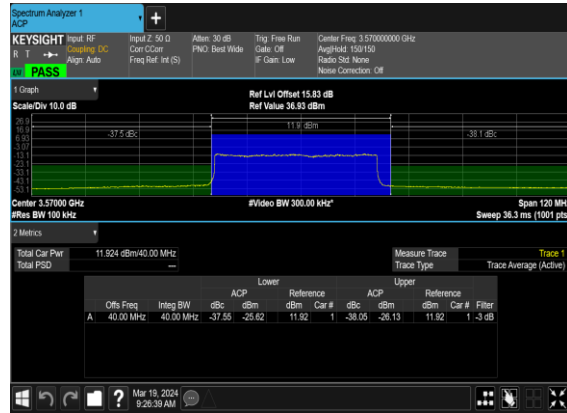 Spectrum Analyzer 1
ACP
+
KEYSIGHT Input: RF Input Z: 50 Ω Atten: 30 dB Trig: Free Run Center Freq: 3.570000000 GHz
R T Coupling: DC Corr CCorr PNO: Best Wide Gate: Off Avg|Hold: 150/150
Align: Auto Freq Ref: Int (S) IF Gain: Low Radio Std: None
LW PASS Noise Correction: Off
1 Graph
Scale/Div 10.0 dB
Ref Lvl Offset 15.83 dB
Ref Value 36.93 dBm
26.9
16.9
6.93
-3.07
-13.1
-23.1
-33.1
-43.1
-53.1
-37.5 dBc
11.9 dBm
-38.1 dBc
Center 3.57000 GHz #Video BW 300.00 kHz* Span 120 MH
#Res BW 100 kHz Sweep 36.3 ms (1001 pts
2 Metrics
Total Car Pwr 11.924 dBm/40.00 MHz Measure Trace Trace 1
Total PSD --- Trace Type Trace Average (Active)
Lower Upper
ACP Reference ACP Reference
Offs Freq Integ BW dBc dBm dBm Car # dBc dBm dBm Car # Filter
A 40.00 MHz 40.00 MHz -37.55 -25.62 11.92 1 -38.05 -26.13 11.92 1 -3 dB
?
Mar 19, 2024
9:26:39 AM